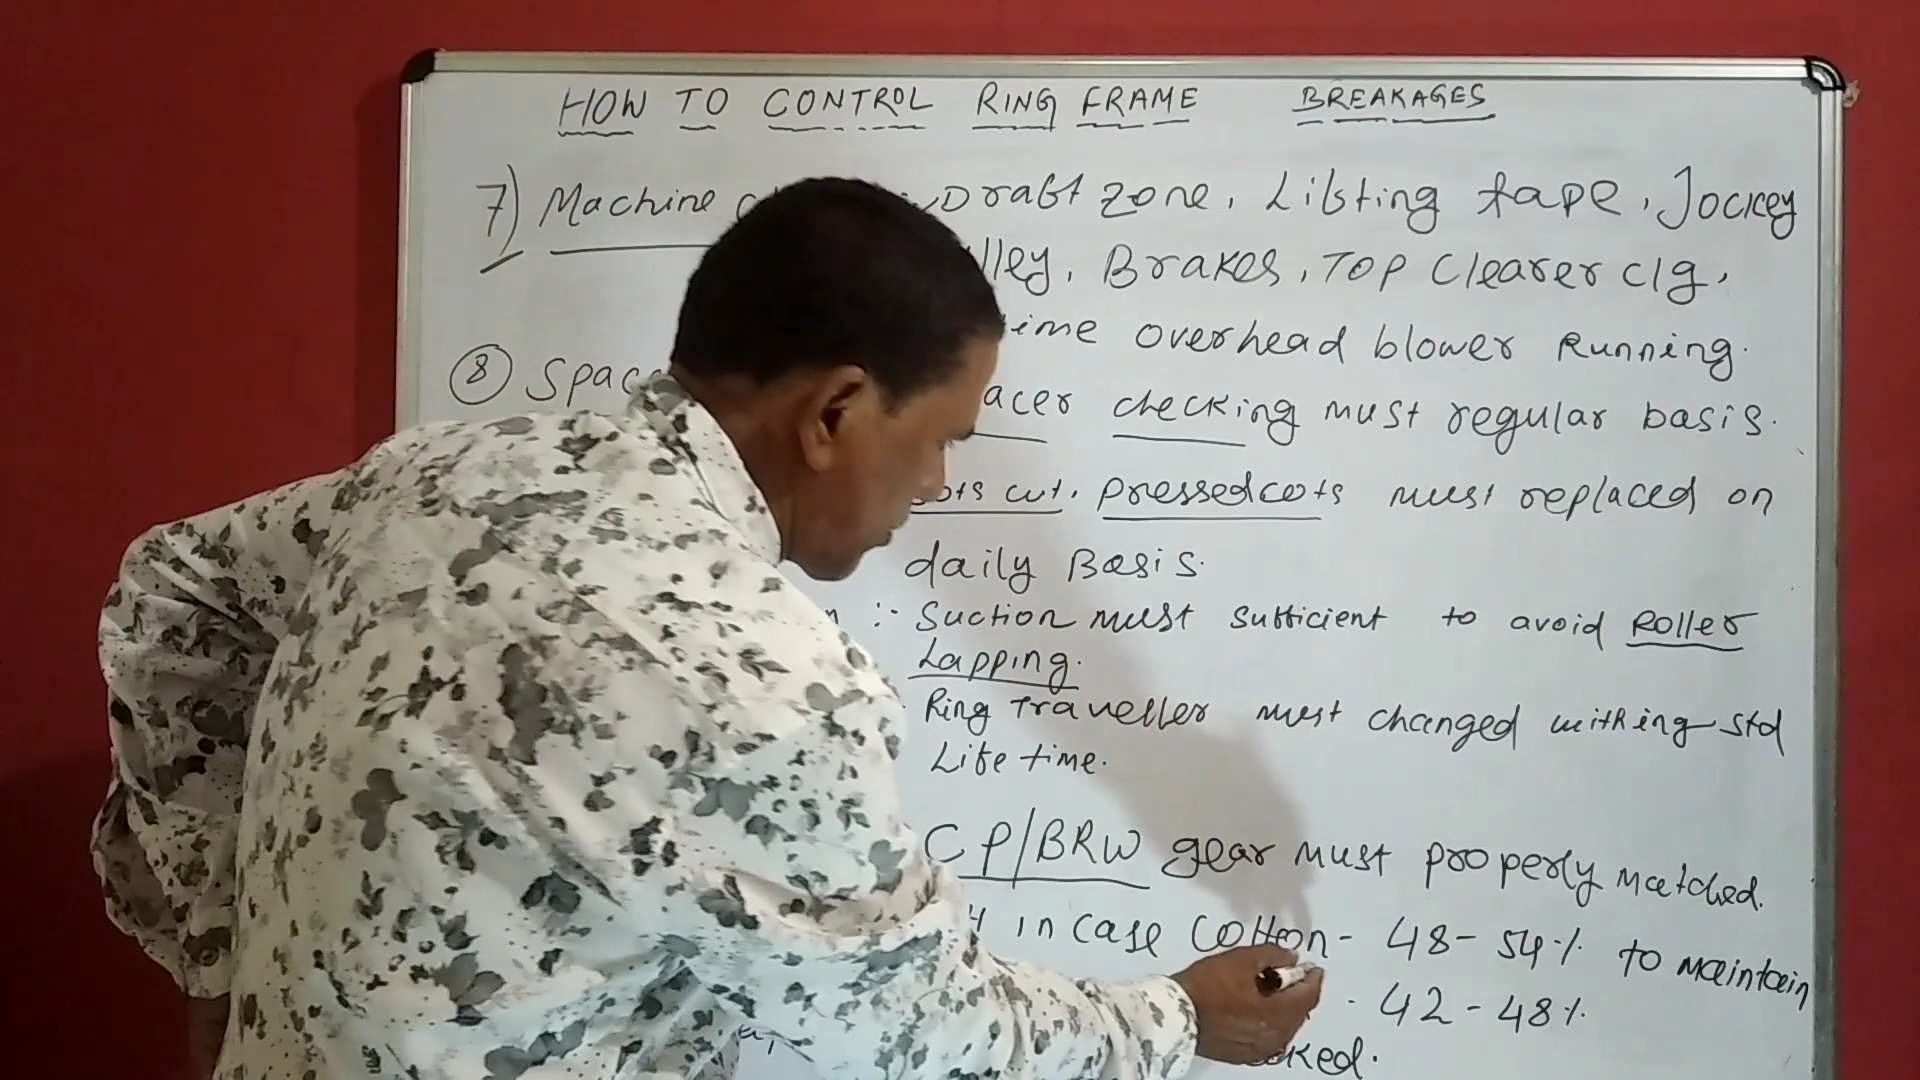 HOW TO CONTROL RING FRAME BREAKAGES
7) Machine Draft zone, Lifting tape, Jockey
lley, Brakes, TOP Clearer clg,
ime overhead blower Running.
8 Spac acer checking must regular basis.
ots cut, pressed cots must replaced on
daily Basis.
n :- Suction must sufficient to avoid Roller
Lapping.
Ring Traveller must changed withing std
Life time.
CP/BRW gear must properly matched.
H in case cotton - 48 - 54% to maintain
- 42 - 48%
ked.